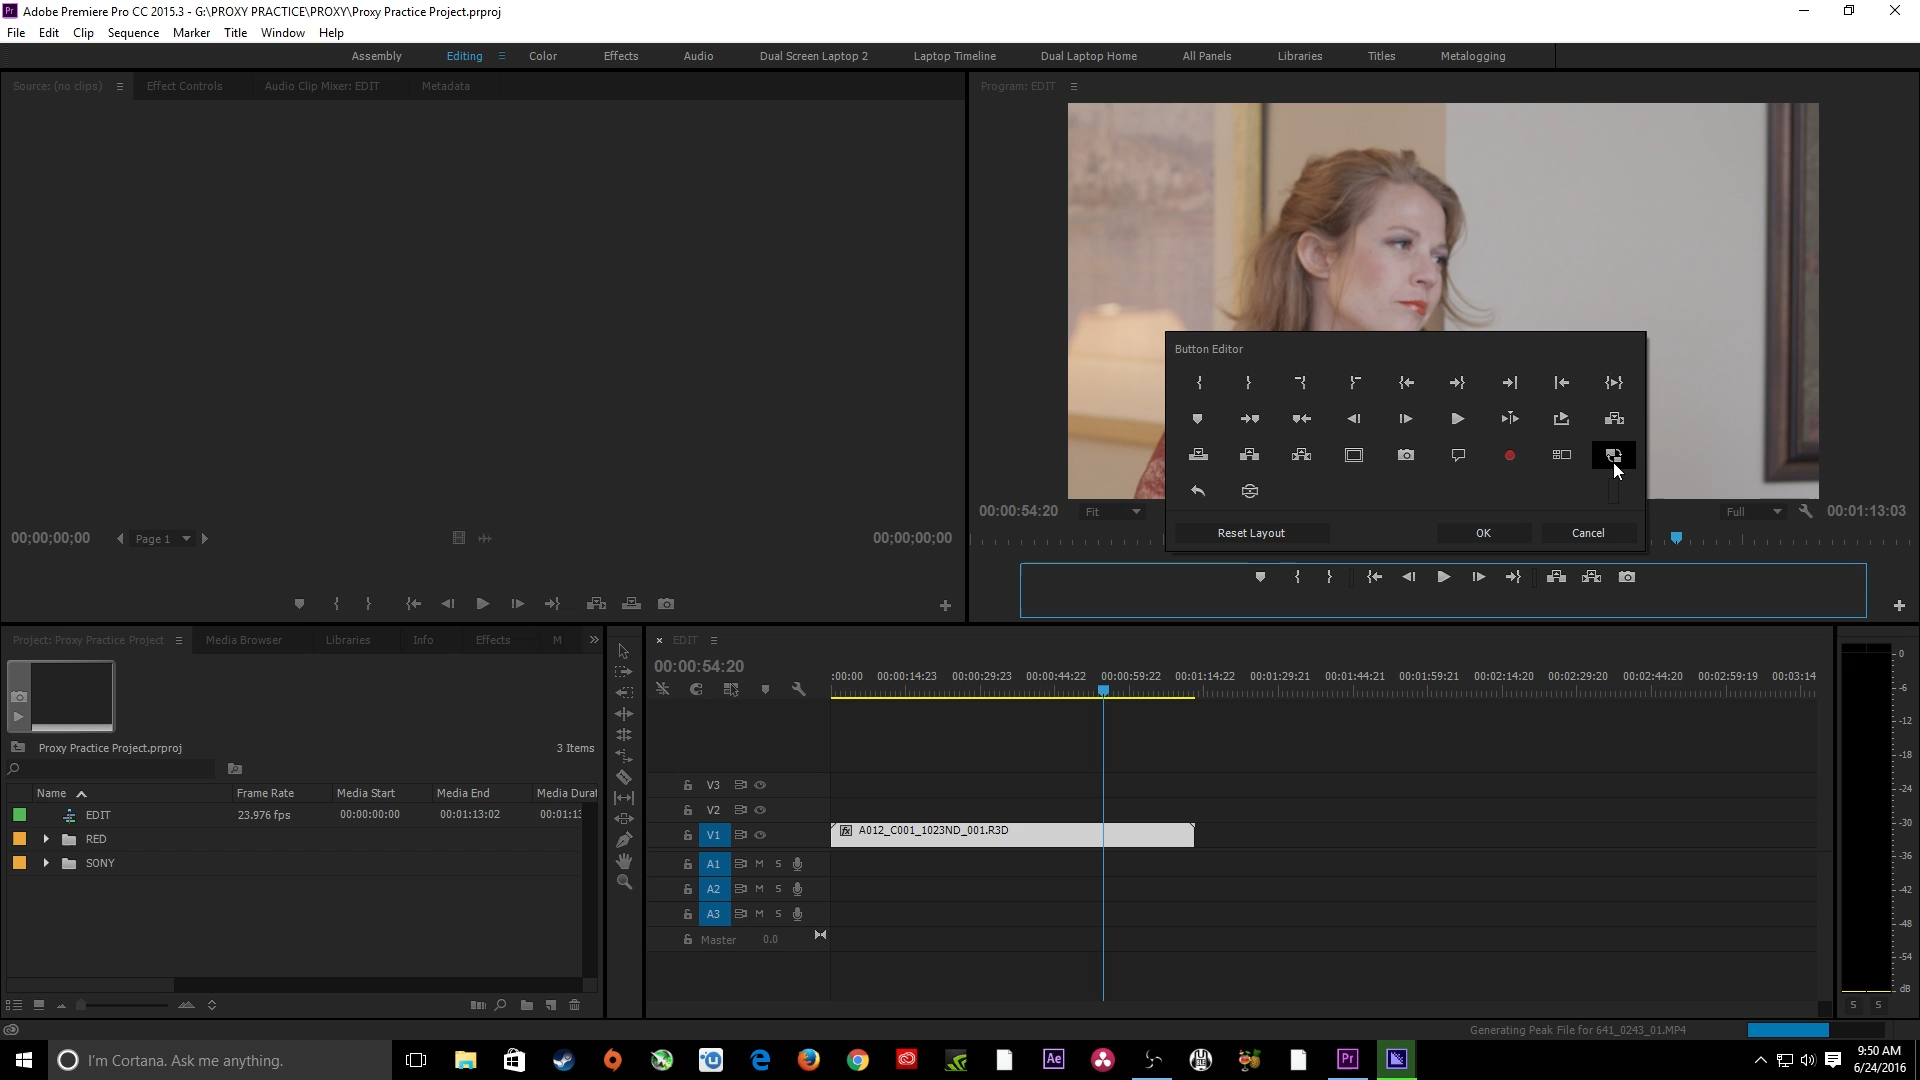 Pr Adobe Premiere Pro CC 2015.3 - G:\PROXY PRACTICE\PROXY\Proxy Practice Project.prproj
File Edit Clip Sequence Marker Title Window Help
Assembly Editing Color Effects Audio Dual Screen Laptop 2 Laptop Timeline Dual Laptop Home All Panels Libraries Titles Metalogging
Source: (no clips) Effect Controls Audio Clip Mixer: EDIT Metadata
Program: EDIT
Button Editor
Reset Layout OK Cancel
00:00:54:20 Fit Full 00:01:13:03
00;00;00;00 Page 1 00;00;00;00
Project: Proxy Practice Project Media Browser Libraries Info Effects M
Proxy Practice Project.prproj 3 Items
Name Frame Rate Media Start Media End Media Durat
EDIT 23.976 fps 00:00:00:00 00:01:13:02 00:01:13
RED
SONY
× EDIT
00:00:54:20
:00:00 00:00:14:23 00:00:29:23 00:00:44:22 00:00:59:22 00:01:14:22 00:01:29:21 00:01:44:21 00:01:59:21 00:02:14:20 00:02:29:20 00:02:44:20 00:02:59:19 00:03:14
V3
V2
V1 fx A012_C001_1023ND_001.R3D
A1 M S
A2 M S
A3 M S
Master 0.0
0
-6
-12
-18
-24
-30
-36
-42
-48
-54
dB
S S
Generating Peak File for 641_0243_01.MP4
I'm Cortana. Ask me anything.
Ae Pr
9:50 AM
6/24/2016